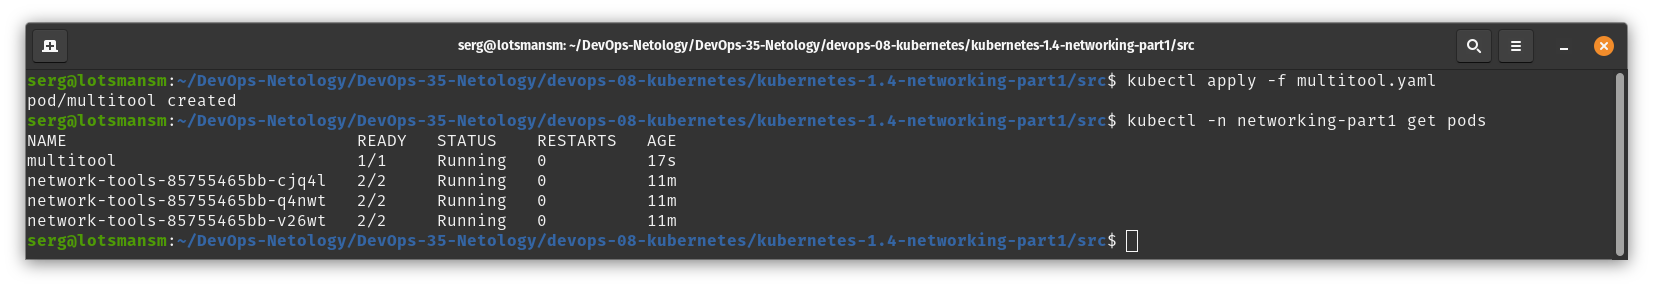 serg@lotsmansm: ~/DevOps-Netology/DevOps-35-Netology/devops-08-kubernetes/kubernetes-1.4-networking-part1/src
serg@lotsmansm:~/DevOps-Netology/DevOps-35-Netology/devops-08-kubernetes/kubernetes-1.4-networking-part1/src$ kubectl apply -f multitool.yaml
pod/multitool created
serg@lotsmansm:~/DevOps-Netology/DevOps-35-Netology/devops-08-kubernetes/kubernetes-1.4-networking-part1/src$ kubectl -n networking-part1 get pods
NAME                             READY   STATUS    RESTARTS   AGE
multitool                        1/1     Running   0          17s
network-tools-85755465bb-cjq4l   2/2     Running   0          11m
network-tools-85755465bb-q4nwt   2/2     Running   0          11m
network-tools-85755465bb-v26wt   2/2     Running   0          11m
serg@lotsmansm:~/DevOps-Netology/DevOps-35-Netology/devops-08-kubernetes/kubernetes-1.4-networking-part1/src$